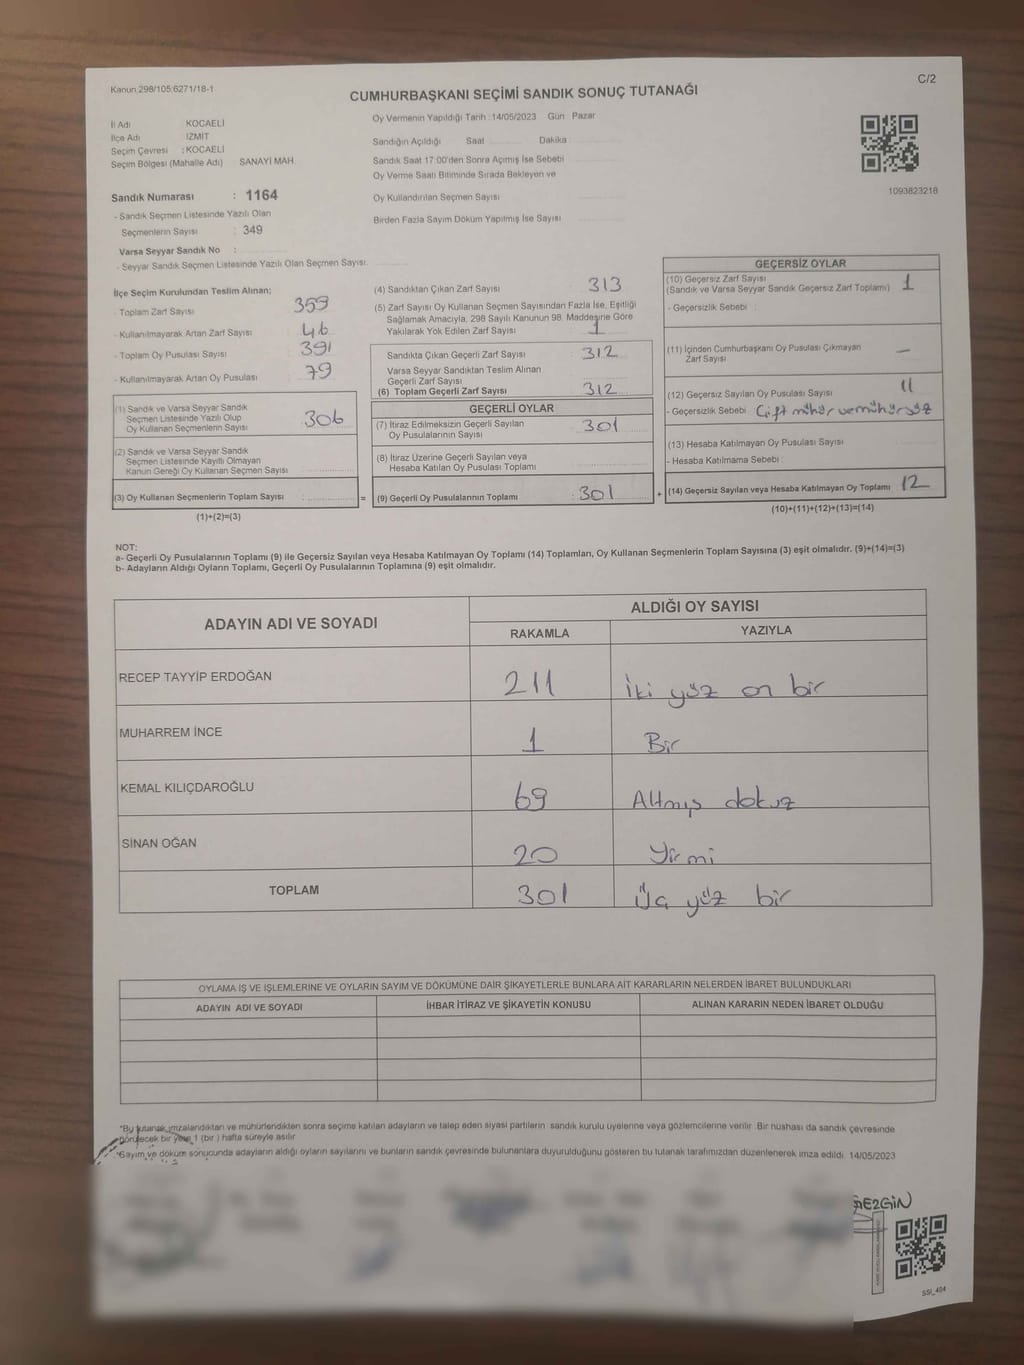 Kanun 298/105 6271/18-1
C/2
CUMHURBAŞKANI SEÇİMİ SANDIK SONUÇ TUTANAĞI
İl Adı KOCAELİ
İlçe Adı İZMİT
Seçim Çevresi : KOCAELİ
Seçim Bölgesi (Mahalle Adı) SANAYİ MAH.
Sandık Numarası : 1164
- Sandık Seçmen Listesinde Yazılı Olan
Seçmenlerin Sayısı : 349
Varsa Seyyar Sandık No :
- Seyyar Sandık Seçmen Listesinde Yazılı Olan Seçmen Sayısı:
Oy Vermenin Yapıldığı Tarih : 14/05/2023 Gün : Pazar
Sandığın Açıldığı Saat Dakika :
Sandık Saat 17:00'den Sonra Açımış İse Sebebi
Oy Verme Saati Bitiminde Sırada Bekleyen ve
Oy Kullandırılan Seçmen Sayısı
Birden Fazla Sayım Döküm Yapılmış İse Sayısı
1093823218
İlçe Seçim Kurulundan Teslim Alınan;
- Toplam Zarf Sayısı 359
- Kullanılmayarak Artan Zarf Sayısı 46
- Toplam Oy Pusulası Sayısı 391
- Kullanılmayarak Artan Oy Pusulası 79
(1) Sandık ve Varsa Seyyar Sandık
Seçmen Listesinde Yazılı Olup
Oy Kullanan Seçmenlerin Sayısı 306
(2) Sandık ve Varsa Seyyar Sandık
Seçmen Listesinde Kayıtlı Olmayan
Kanun Gereği Oy Kullanan Seçmen Sayısı :
(3) Oy Kullanan Seçmenlerin Toplam Sayısı :
(1)+(2)=(3)
(4) Sandıktan Çıkan Zarf Sayısı 313
(5) Zarf Sayısı Oy Kullanan Seçmen Sayısından Fazla İse, Eşitliği
Sağlamak Amacıyla, 298 Sayılı Kanunun 98. Maddesine Göre
Yakılarak Yok Edilen Zarf Sayısı : 1
Sandıkta Çıkan Geçerli Zarf Sayısı : 312
Varsa Seyyar Sandıktan Teslim Alınan
Geçerli Zarf Sayısı
(6) Toplam Geçerli Zarf Sayısı : 312
GEÇERLİ OYLAR
(7) İtiraz Edilmeksizin Geçerli Sayılan
Oy Pusulalarının Sayısı : 301
(8) İtiraz Üzerine Geçerli Sayılan veya
Hesaba Katılan Oy Pusulası Toplamı
= (9) Geçerli Oy Pusulalarının Toplamı : 301
GEÇERSİZ OYLAR
(10) Geçersiz Zarf Sayısı
(Sandık ve Varsa Seyyar Sandık Geçersiz Zarf Toplamı) 1
- Geçersizlik Sebebi :
(11) İçinden Cumhurbaşkanı Oy Pusulası Çıkmayan
Zarf Sayısı —
(12) Geçersiz Sayılan Oy Pusulası Sayısı 11
- Geçersizlik Sebebi Çift mühür ve mühürsüz
(13) Hesaba Katılmayan Oy Pusulası Sayısı
- Hesaba Katılmama Sebebi :
+ (14) Geçersiz Sayılan veya Hesaba Katılmayan Oy Toplamı 12
(10)+(11)+(12)+(13)=(14)
NOT:
a- Geçerli Oy Pusulalarının Toplamı (9) ile Geçersiz Sayılan veya Hesaba Katılmayan Oy Toplamı (14) Toplamları, Oy Kullanan Seçmenlerin Toplam Sayısına (3) eşit olmalıdır. (9)+(14)=(3)
b- Adayların Aldığı Oyların Toplamı, Geçerli Oy Pusulalarının Toplamına (9) eşit olmalıdır.
ADAYIN ADI VE SOYADI ALDIĞI OY SAYISI
RAKAMLA YAZIYLA
RECEP TAYYİP ERDOĞAN 211 İki yüz on bir
MUHARREM İNCE 1 Bir
KEMAL KILIÇDAROĞLU 69 Altmış dokuz
SİNAN OĞAN 20 Yirmi
TOPLAM 301 Üç yüz bir
OYLAMA İŞ VE İŞLEMLERİNE VE OYLARIN SAYIM VE DÖKÜMÜNE DAİR ŞİKAYETLERLE BUNLARA AİT KARARLARIN NELERDEN İBARET BULUNDUKLARI
ADAYIN ADI VE SOYADI İHBAR İTİRAZ VE ŞİKAYETİN KONUSU ALINAN KARARIN NEDEN İBARET OLDUĞU
*Bu tutanak imzalandıktan ve mühürlendikten sonra seçime katılan adayların ve talep eden siyasi partilerin sandık kurulu üyelerine veya gözlemcilerine verilir. Bir nüshası da sandık çevresinde
görülecek bir yere 1 (bir ) hafta süreyle asılır
*Sayım ve döküm sonucunda adayların aldığı oyların sayılarını ve bunların sandık çevresinde bulunanlara duyurulduğunu gösteren bu tutanak tarafımızdan düzenlenerek imza edildi. 14/05/2023
SSİ_404